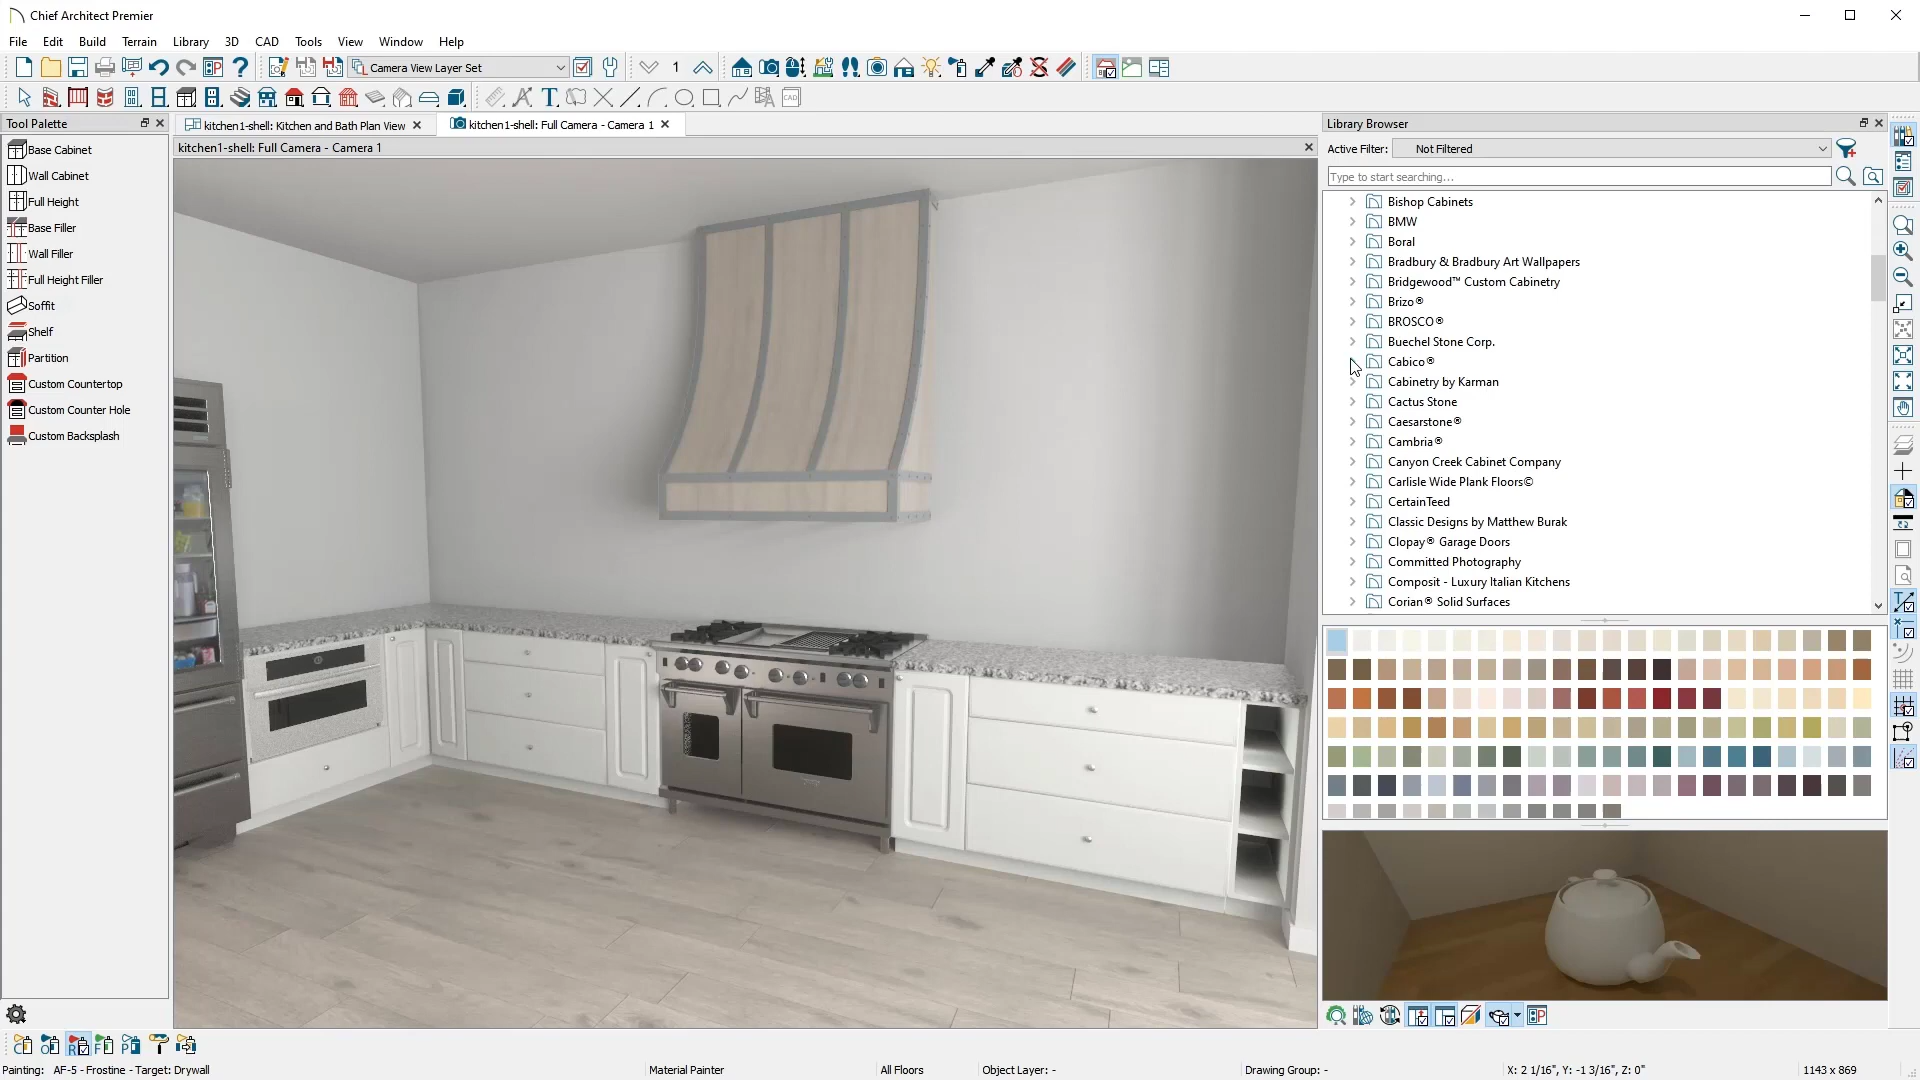 Chief Architect Premier
File Edit Build Terrain Library 3D CAD Tools View Window Help
Camera View Layer Set 1
Tool Palette
Base Cabinet
Wall Cabinet
Full Height
Base Filler
Wall Filler
Full Height Filler
Soffit
Shelf
Partition
Custom Countertop
Custom Counter Hole
Custom Backsplash
kitchen1-shell: Kitchen and Bath Plan View
kitchen1-shell: Full Camera - Camera 1
kitchen1-shell: Full Camera - Camera 1
Library Browser
Active Filter: Not Filtered
Type to start searching...
Bishop Cabinets
BMW
Boral
Bradbury & Bradbury Art Wallpapers
Bridgewood™ Custom Cabinetry
Brizo®
BROSCO®
Buechel Stone Corp.
Cabico®
Cabinetry by Karman
Cactus Stone
Caesarstone®
Cambria®
Canyon Creek Cabinet Company
Carlisle Wide Plank Floors©
CertainTeed
Classic Designs by Matthew Burak
Clopay® Garage Doors
Committed Photography
Composit - Luxury Italian Kitchens
Corian® Solid Surfaces
Painting: AF-5 - Frostine - Target: Drywall Material Painter All Floors Object Layer: - Drawing Group: - X: 2 1/16", Y: -1 3/16", Z: 0" 1143 x 869